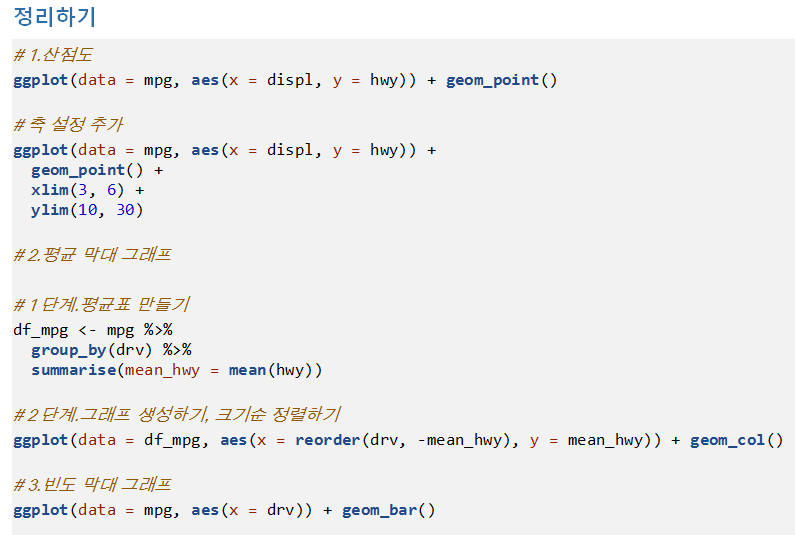 정리하기
# 1.산점도
ggplot(data = mpg, aes(x = displ, y = hwy)) + geom_point()
# 축 설정 추가
ggplot(data = mpg, aes(x = displ, y = hwy)) +
  geom_point() +
  xlim(3, 6) +
  ylim(10, 30)
# 2.평균 막대 그래프
# 1단계.평균표 만들기
df_mpg <- mpg %>%
  group_by(drv) %>%
  summarise(mean_hwy = mean(hwy))
# 2단계.그래프 생성하기, 크기순 정렬하기
ggplot(data = df_mpg, aes(x = reorder(drv, -mean_hwy), y = mean_hwy)) + geom_col()
# 3.빈도 막대 그래프
ggplot(data = mpg, aes(x = drv)) + geom_bar()